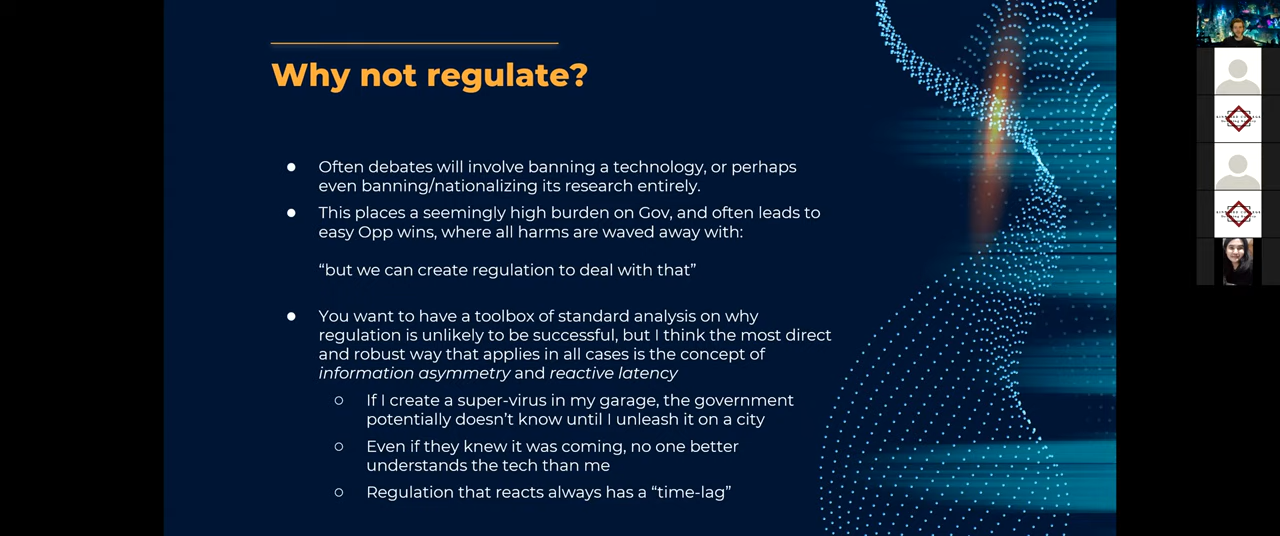 Why not regulate?
● Often debates will involve banning a technology, or perhaps
even banning/nationalizing its research entirely.
● This places a seemingly high burden on Gov, and often leads to
easy Opp wins, where all harms are waved away with:
“but we can create regulation to deal with that”
● You want to have a toolbox of standard analysis on why
regulation is unlikely to be successful, but I think the most direct
and robust way that applies in all cases is the concept of
information asymmetry and reactive latency
○ If I create a super-virus in my garage, the government
potentially doesn’t know until I unleash it on a city
○ Even if they knew it was coming, no one better
understands the tech than me
○ Regulation that reacts always has a “time-lag”